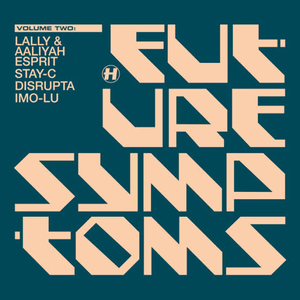 VOLUME TWO:
LALLY &
AALIYAH
ESPRIT
STAY-C
DISRUPTA
IMO-LU
H
FUT-
URE
SYMP
-TOMS